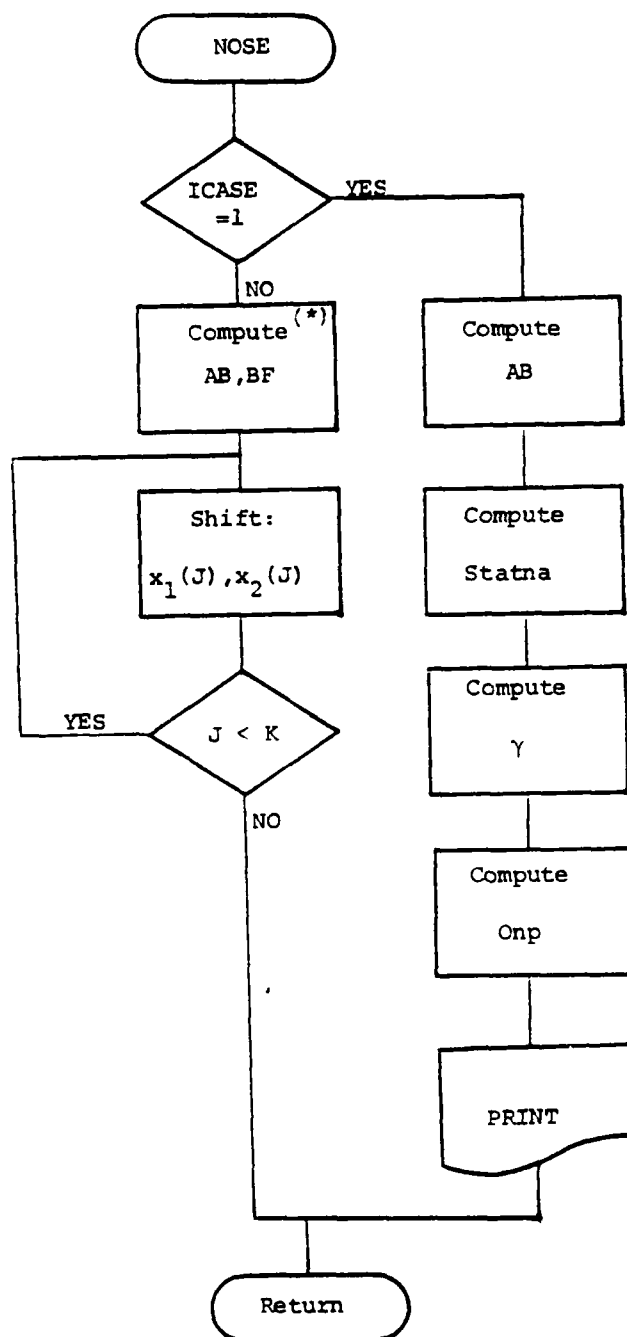 NOSE
ICASE
=1
YES
NO
Compute (*)
AB,BF
Shift:
x₁(J),x₂(J)
J < K
YES
NO
Compute
AB
Compute
Statna
Compute
γ
Compute
Onp
PRINT
Return